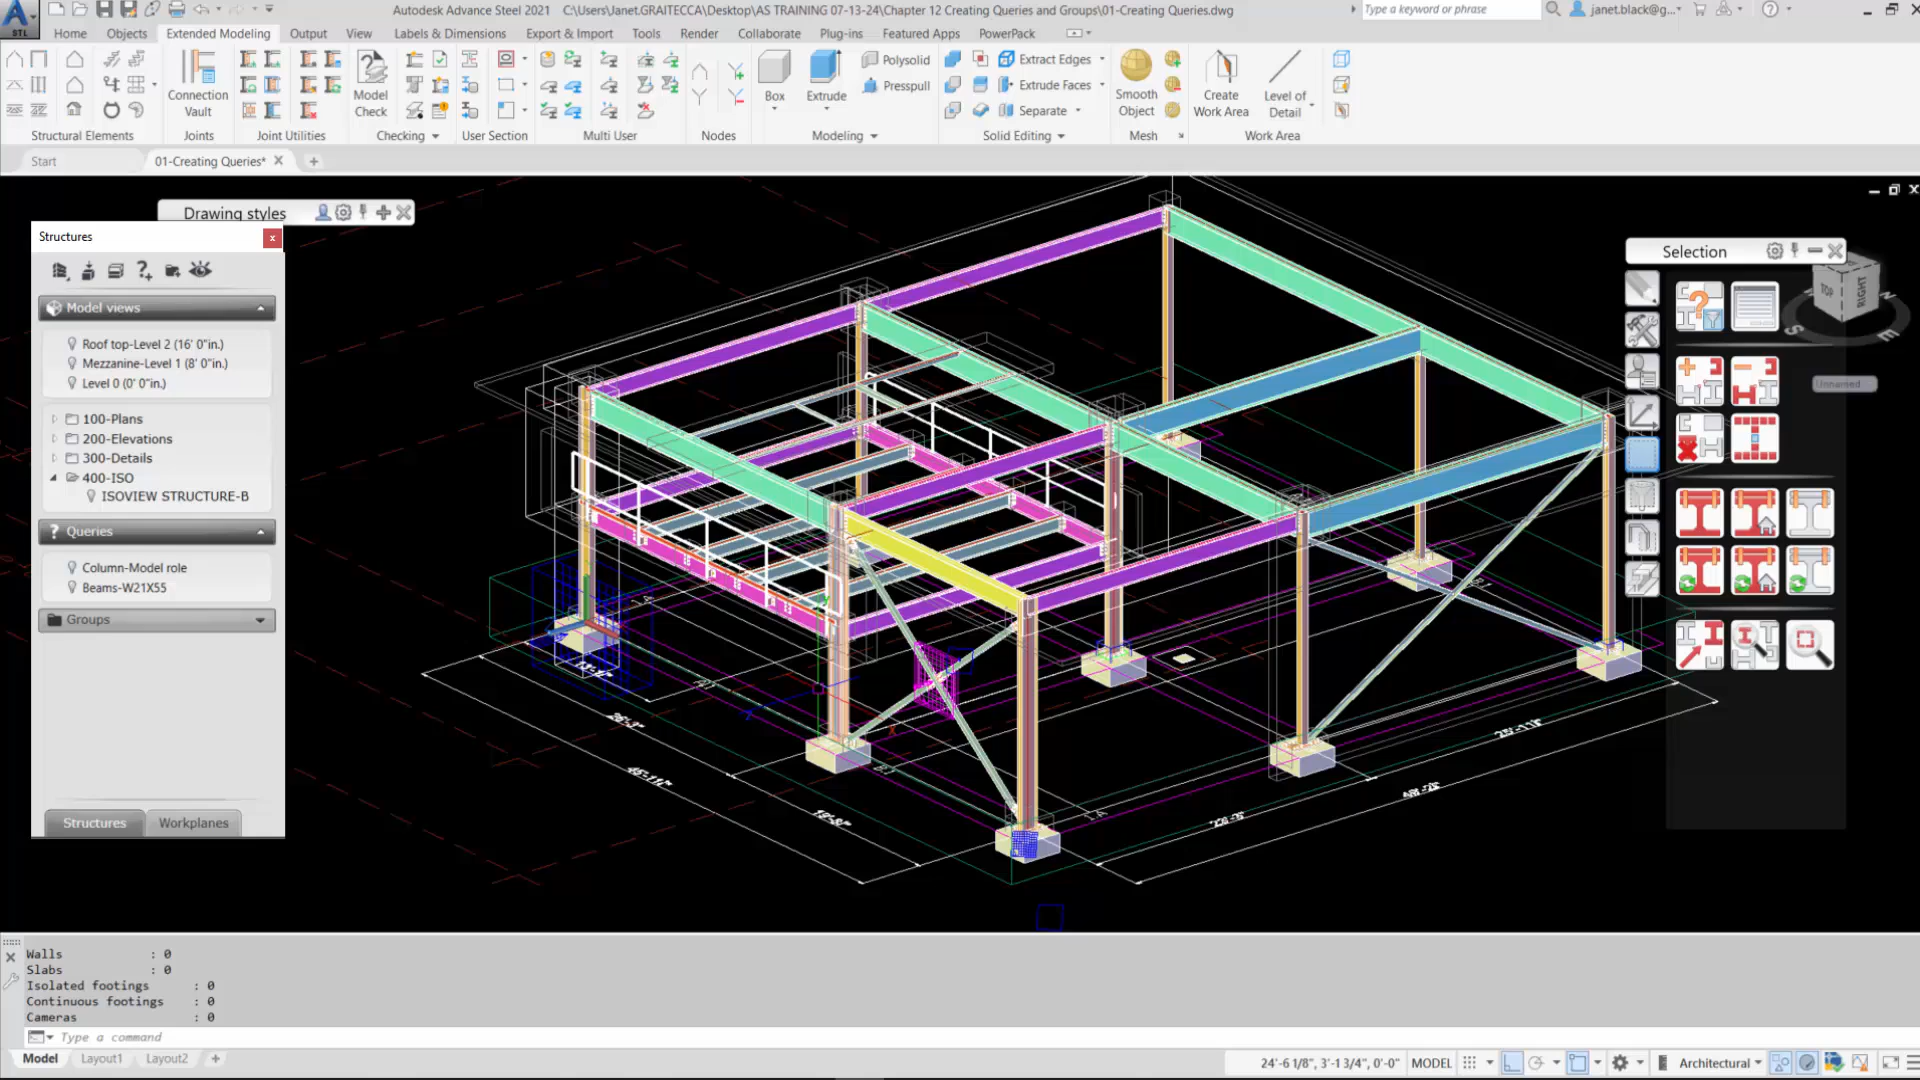 Autodesk Advance Steel 2021 C:\Users\Janet.GRAITECCA\Desktop\AS TRAINING 07-13-24\Chapter 12 Creating Queries and Groups\01-Creating Queries.dwg
Type a keyword or phrase
janet.black@g...
STL
Home Objects Extended Modeling Output View Labels & Dimensions Export & Import Tools Render Collaborate Plug-ins Featured Apps PowerPack
Connection Vault
Model Check
Box
Extrude
Polysolid
Presspull
Extract Edges
Extrude Faces
Separate
Smooth Object
Create Work Area
Level of Detail
Structural Elements Joints Joint Utilities Checking User Section Multi User Nodes Modeling Solid Editing Mesh Work Area
Start
01-Creating Queries*
Drawing styles
Structures
Model views
Roof top-Level 2 (16' 0"in.)
Mezzanine-Level 1 (8' 0"in.)
Level 0 (0' 0"in.)
100-Plans
200-Elevations
300-Details
400-ISO
ISOVIEW STRUCTURE-B
Queries
Column-Model role
Beams-W21X55
Groups
Structures Workplanes
Selection
TOP
RIGHT
S
E
Unnamed
26'-3"
Walls : 0
Slabs : 0
Isolated footings : 0
Continuous footings : 0
Cameras : 0
Type a command
Model Layout1 Layout2
24'-6 1/8", 3'-1 3/4", 0'-0" MODEL Architectural